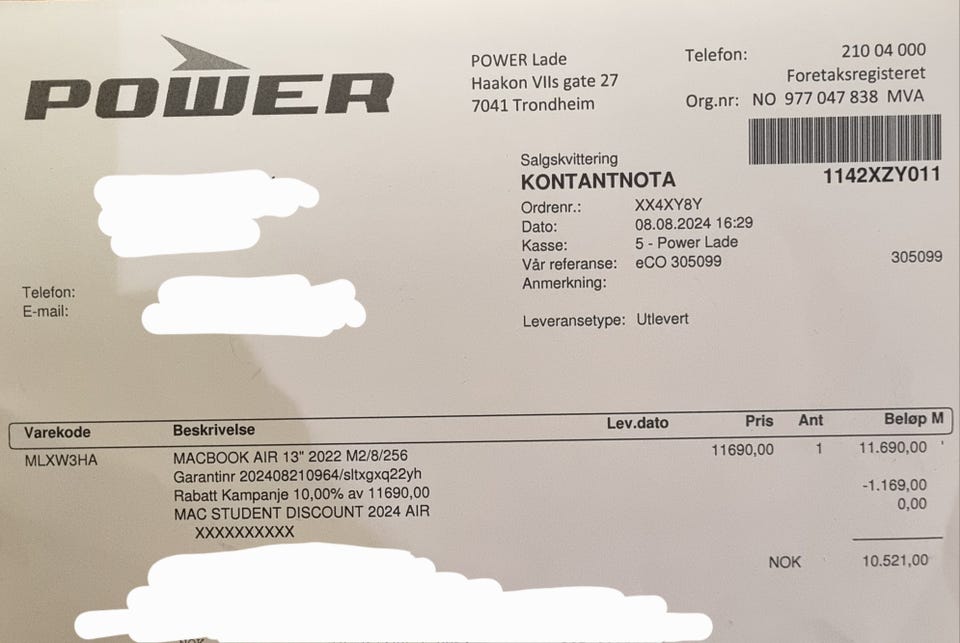 POWER
POWER Lade
Haakon VIIs gate 27
7041 Trondheim
Telefon: 210 04 000
Foretaksregisteret
Org.nr: NO 977 047 838 MVA
1142XZY011
Salgskvittering
KONTANTNOTA
Ordrenr.: XX4XY8Y
Dato: 08.08.2024 16:29
Kasse: 5 - Power Lade
Vår referanse: eCO 305099 305099
Anmerkning:
Leveransetype: Utlevert
Telefon:
E-mail:
Varekode Beskrivelse Lev.dato Pris Ant Beløp M
MLXW3HA MACBOOK AIR 13" 2022 M2/8/256 11690,00 1 11.690,00 '
Garantinr 202408210964/sltxgxq22yh
Rabatt Kampanje 10,00% av 11690,00 -1.169,00
MAC STUDENT DISCOUNT 2024 AIR 0,00
XXXXXXXXXX
NOK 10.521,00